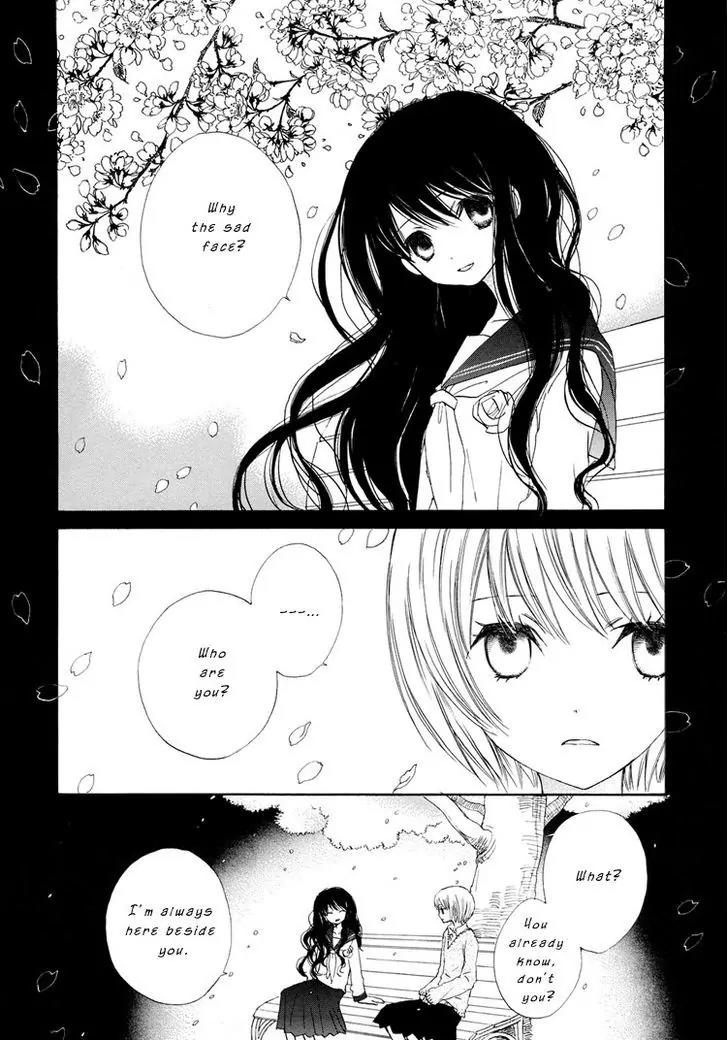 Why
the sad
face?
---...
Who
are
you?
What?
You
already
know,
don't
you?
I'm always
here beside
you.